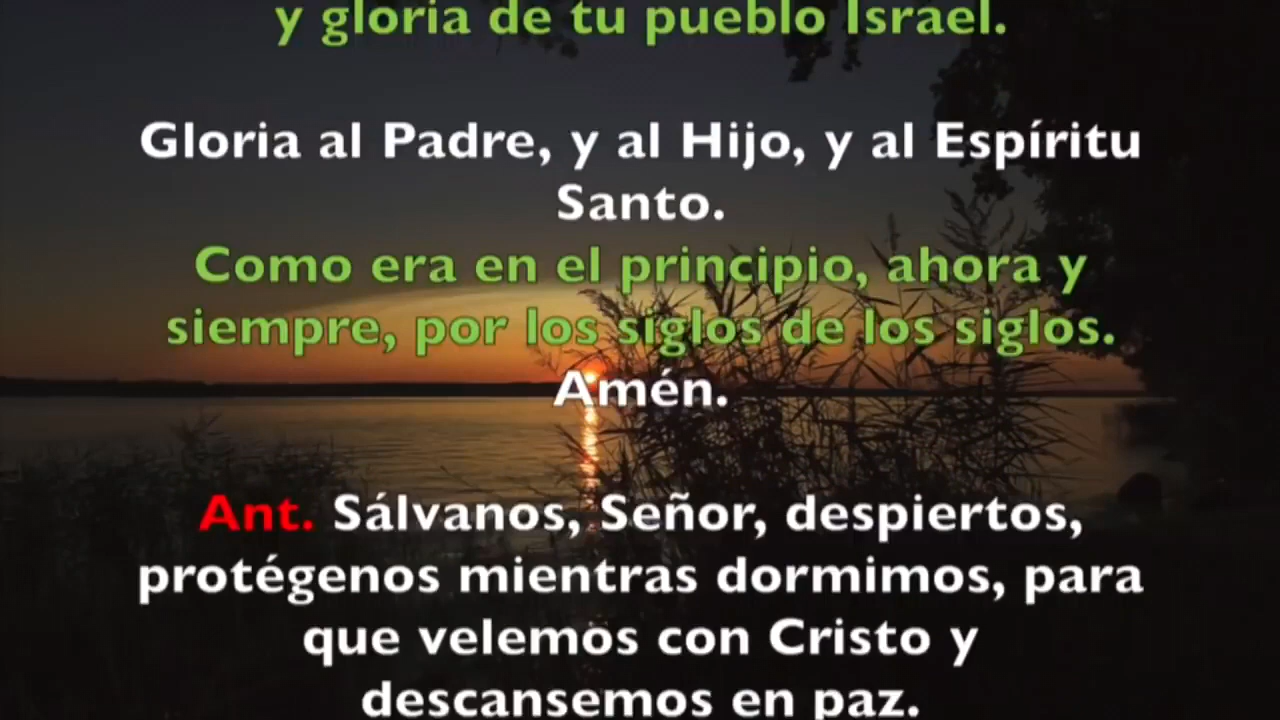 y gloria de tu pueblo Israel.
Gloria al Padre, y al Hijo, y al Espíritu
Santo.
Como era en el principio, ahora y
siempre, por los siglos de los siglos.
Amén.
Ant. Sálvanos, Señor, despiertos,
protégenos mientras dormimos, para
que velemos con Cristo y
descansemos en paz.